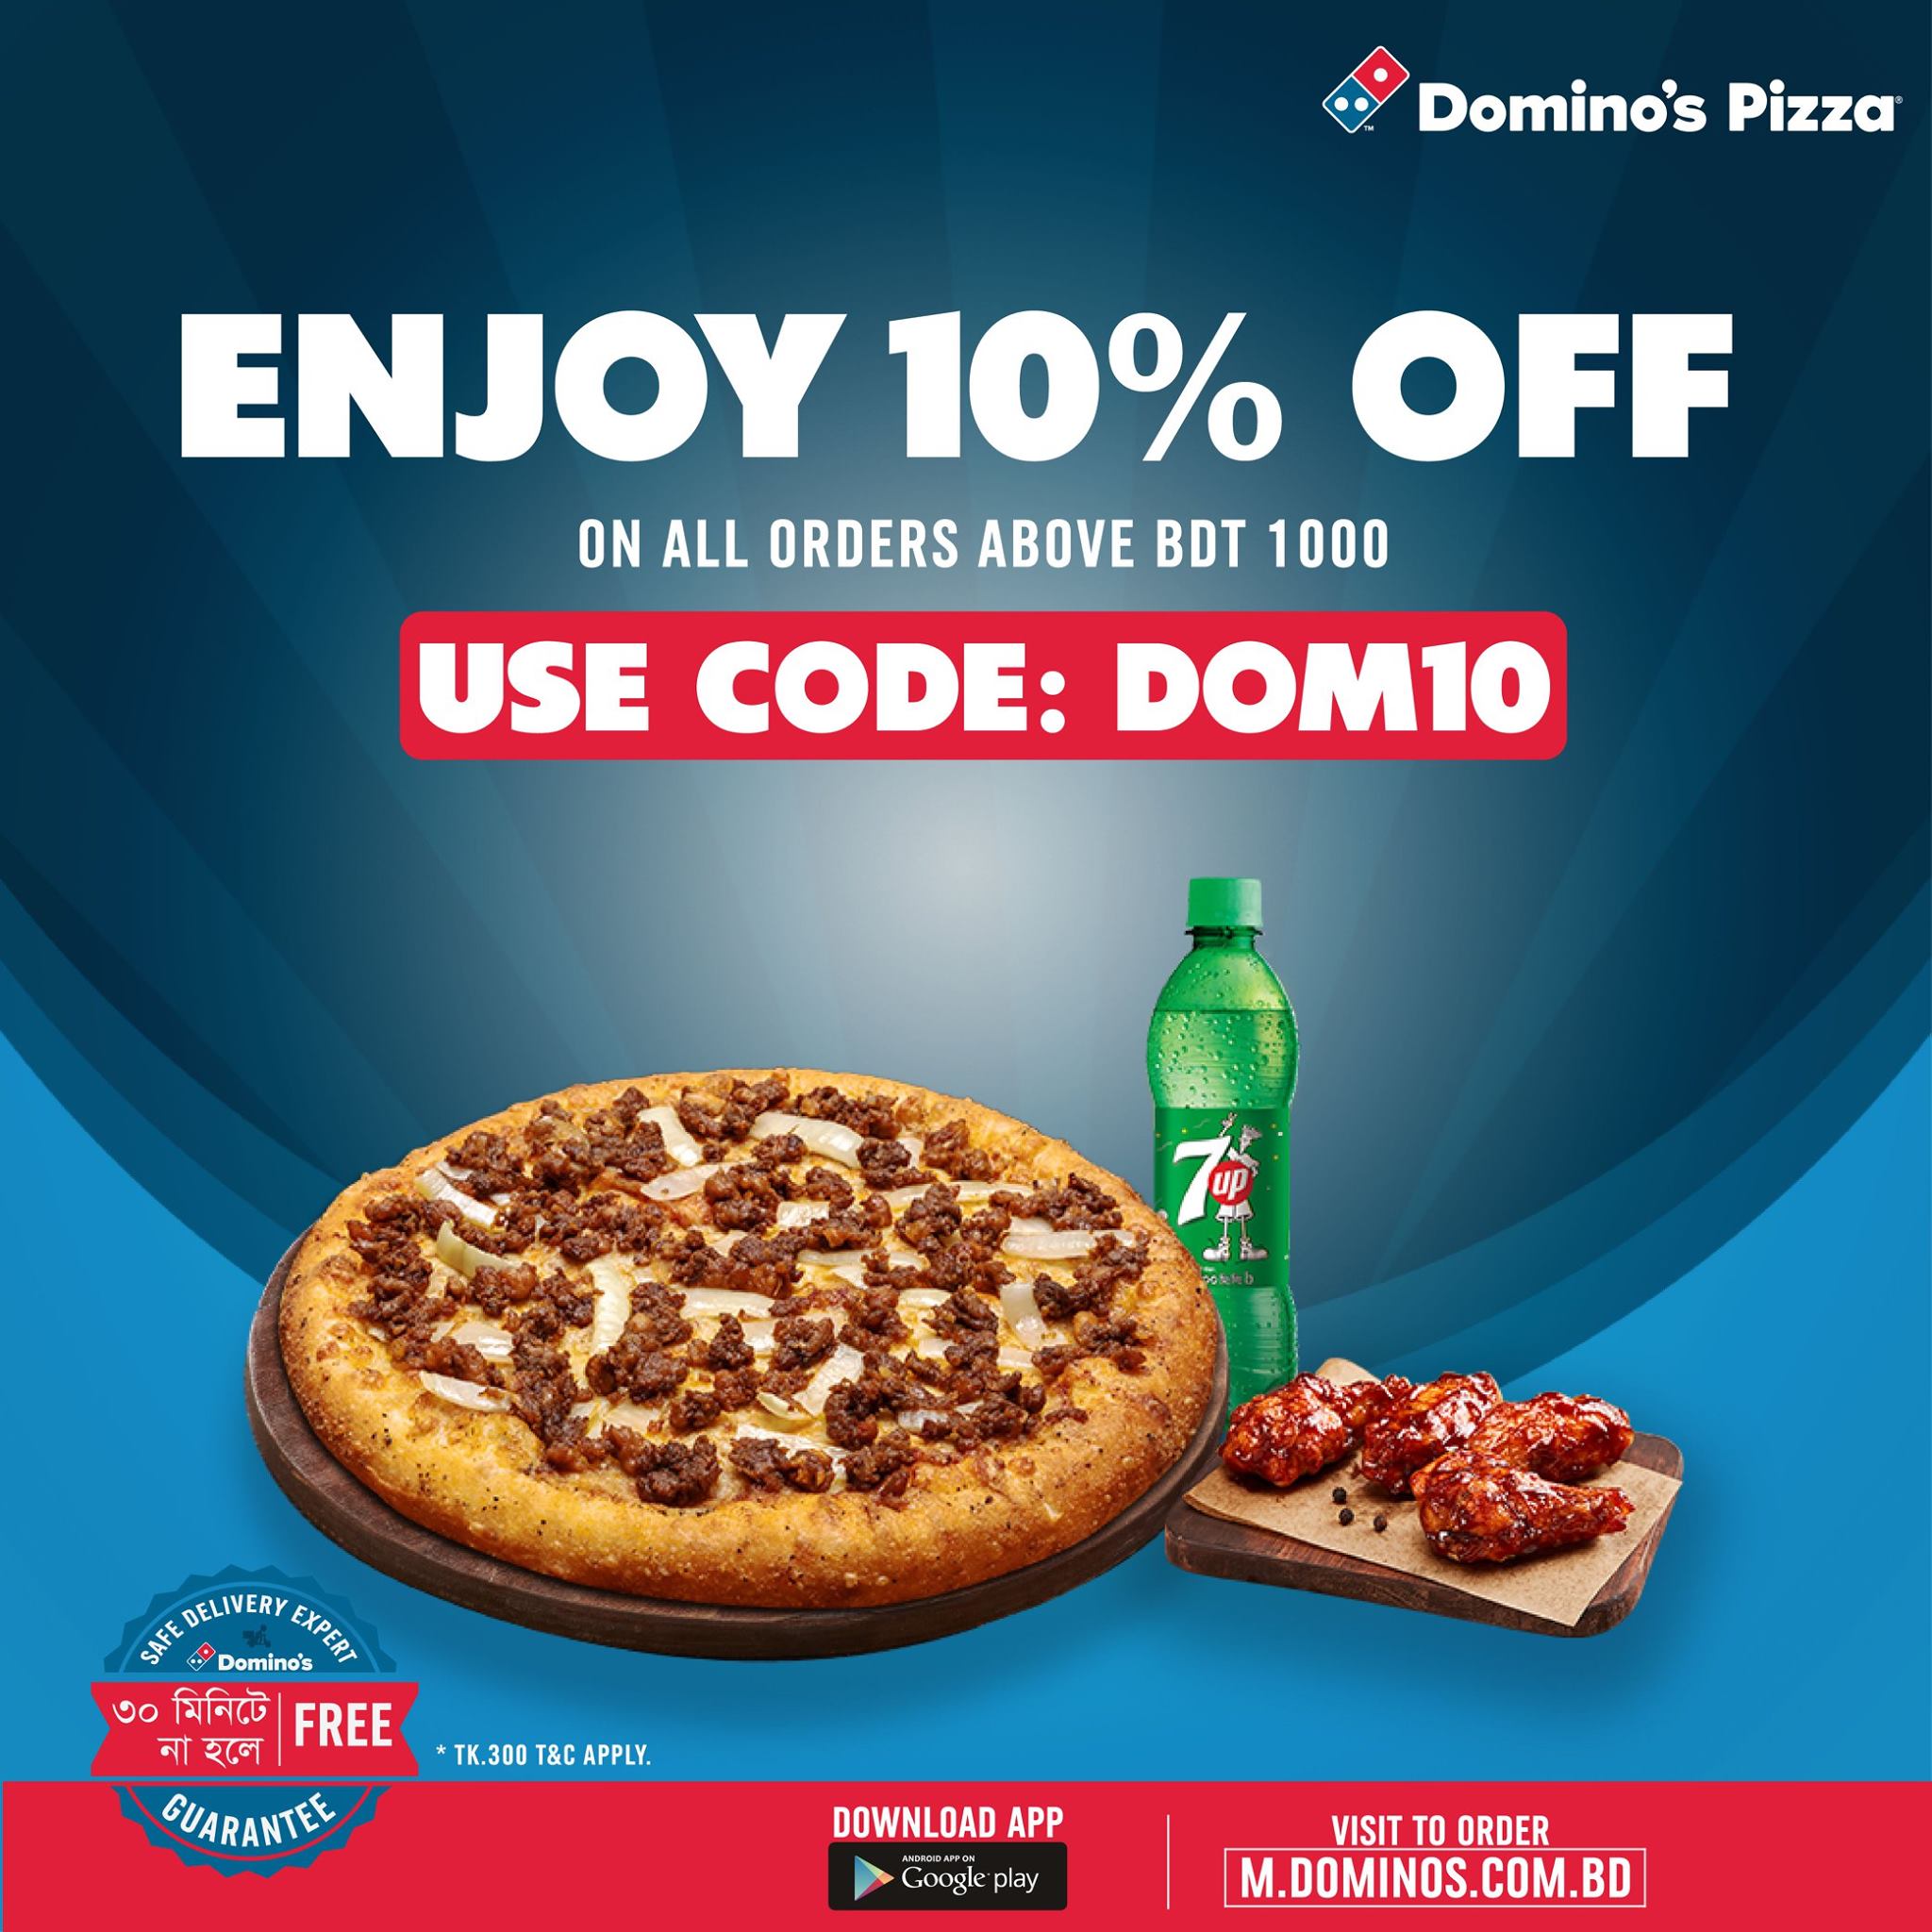 Domino's Pizza
ENJOY 10% OFF
ON ALL ORDERS ABOVE BDT 1000
USE CODE: DOM10
7up
SAFE DELIVERY EXPERT
Domino's
৩০ মিনিটে
না হলে
FREE
GUARANTEE
* TK.300 T&C APPLY.
DOWNLOAD APP
ANDROID APP ON
Google play
VISIT TO ORDER
M.DOMINOS.COM.BD